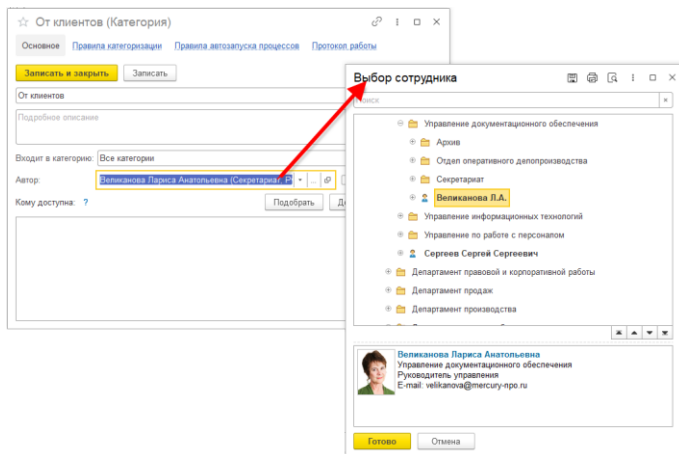 От клиентов (Категория)
Основное Правила категоризации Правила автозапуска процессов Протокол работы
Записать и закрыть Записать
От клиентов
Подробное описание
Входит в категорию: Все категории
Автор: Великанова Лариса Анатольевна (Секретариат, Р
Кому доступна: ? Подобрать
Выбор сотрудника
Поиск
Управление документационного обеспечения
Архив
Отдел оперативного делопроизводства
Секретариат
Великанова Л.А.
Управление информационных технологий
Управление по работе с персоналом
Сергеев Сергей Сергеевич
Департамент правовой и корпоративной работы
Департамент продаж
Департамент производства
Великанова Лариса Анатольевна
Управление документационного обеспечения
Руководитель управления
E-mail: velikanova@mercury-npo.ru
Готово Отмена